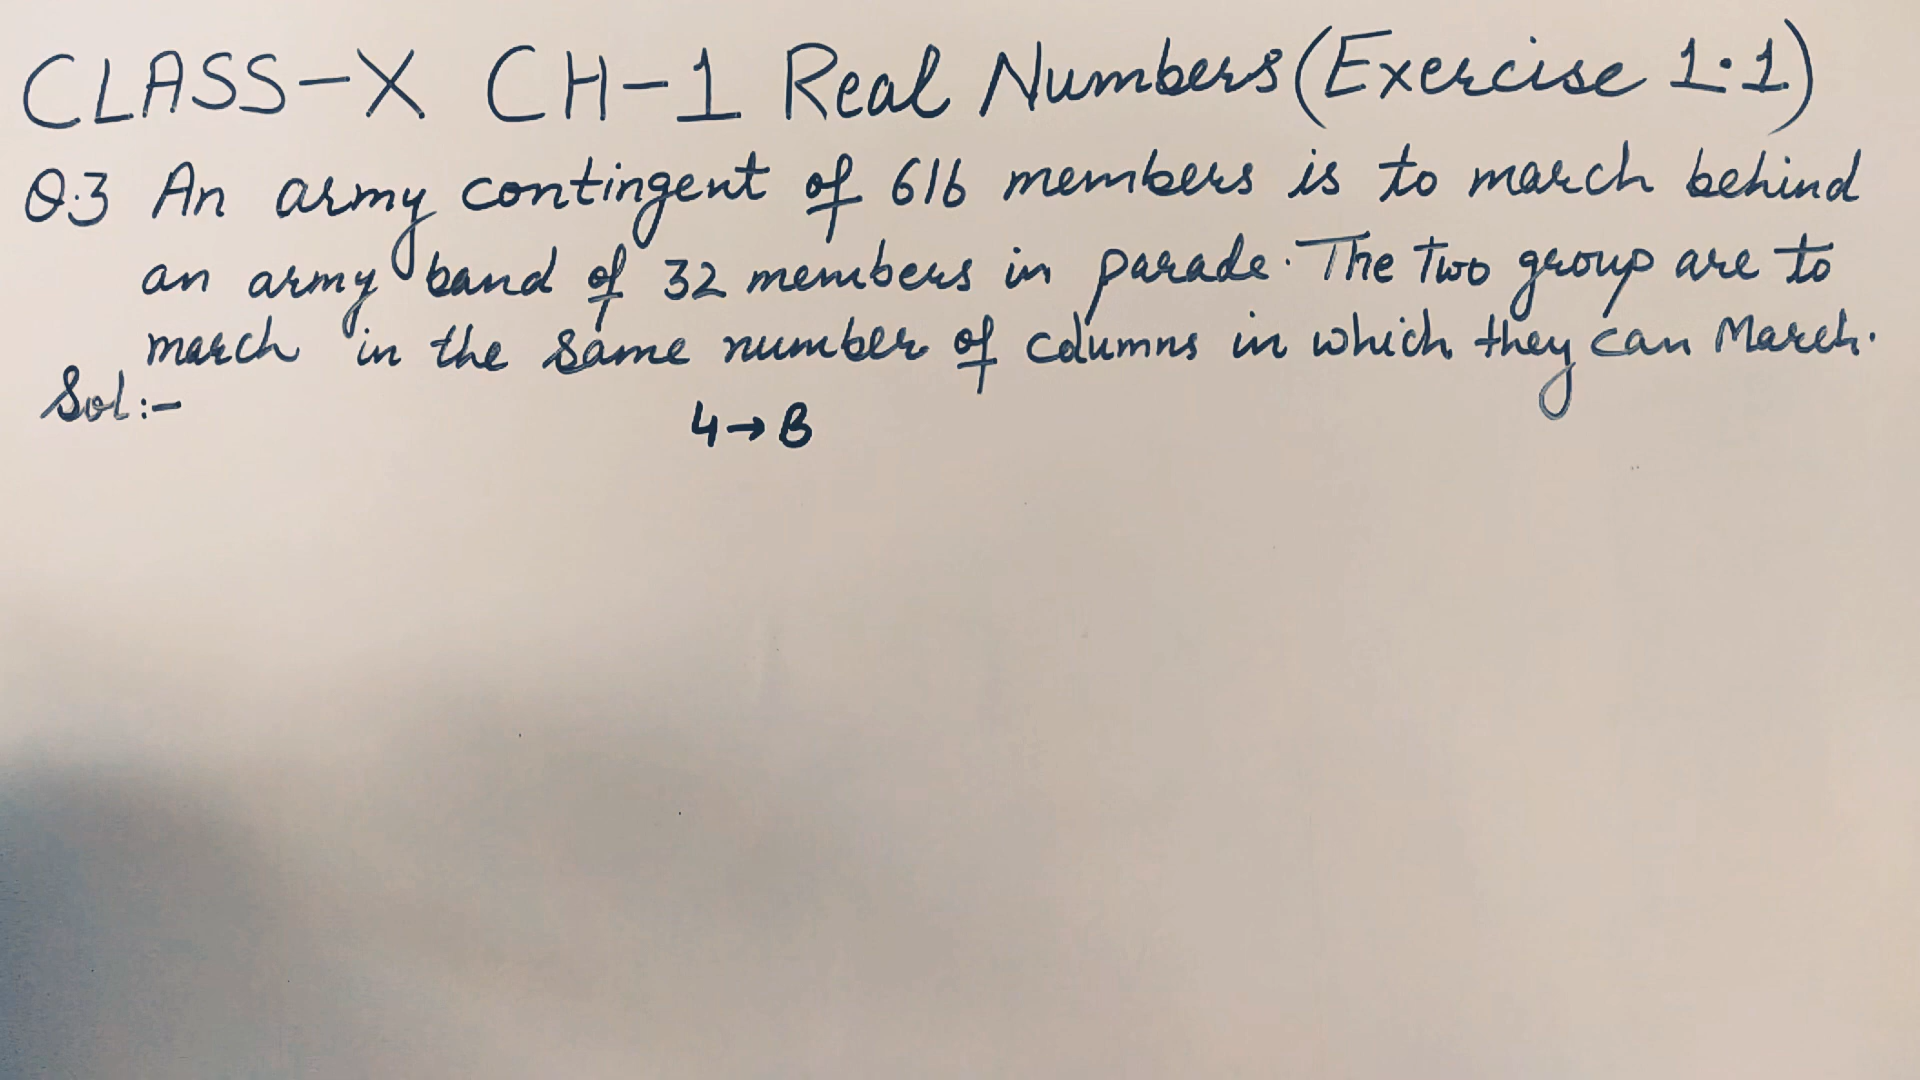 CLASS-X CH-1 Real Numbers (Exercise 1.1)
Q.3 An army contingent of 616 members is to march behind
an army band of 32 members in parade. The two group are to
march in the same number of columns in which they can March.
Sol:-
4→B